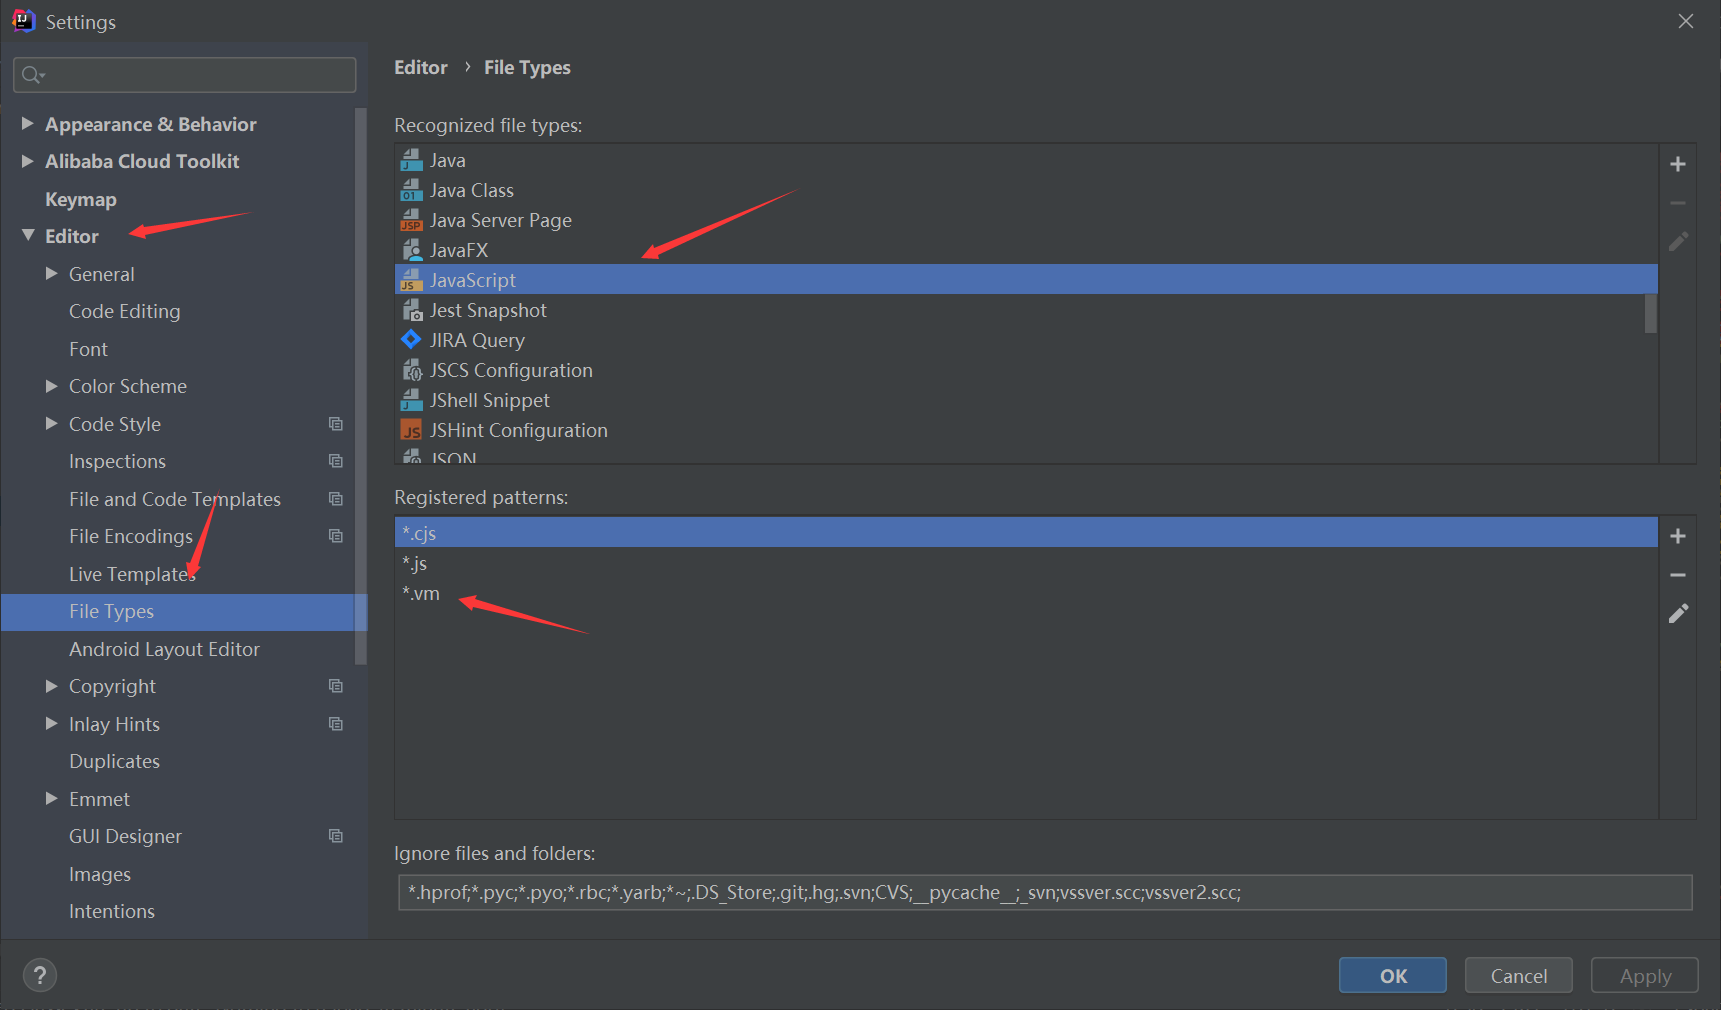 Settings
Editor › File Types
Appearance & Behavior
Alibaba Cloud Toolkit
Keymap
Editor
General
Code Editing
Font
Color Scheme
Code Style
Inspections
File and Code Templates
File Encodings
Live Templates
File Types
Android Layout Editor
Copyright
Inlay Hints
Duplicates
Emmet
GUI Designer
Images
Intentions
Recognized file types:
Java
Java Class
Java Server Page
JavaFX
JavaScript
Jest Snapshot
JIRA Query
JSCS Configuration
JShell Snippet
JSHint Configuration
JSON
Registered patterns:
*.cjs
*.js
*.vm
Ignore files and folders:
*.hprof;*.pyc;*.pyo;*.rbc;*.yarb;*~;.DS_Store;.git;.hg;.svn;CVS;__pycache__;_svn;vssver.scc;vssver2.scc;
?
OK
Cancel
Apply